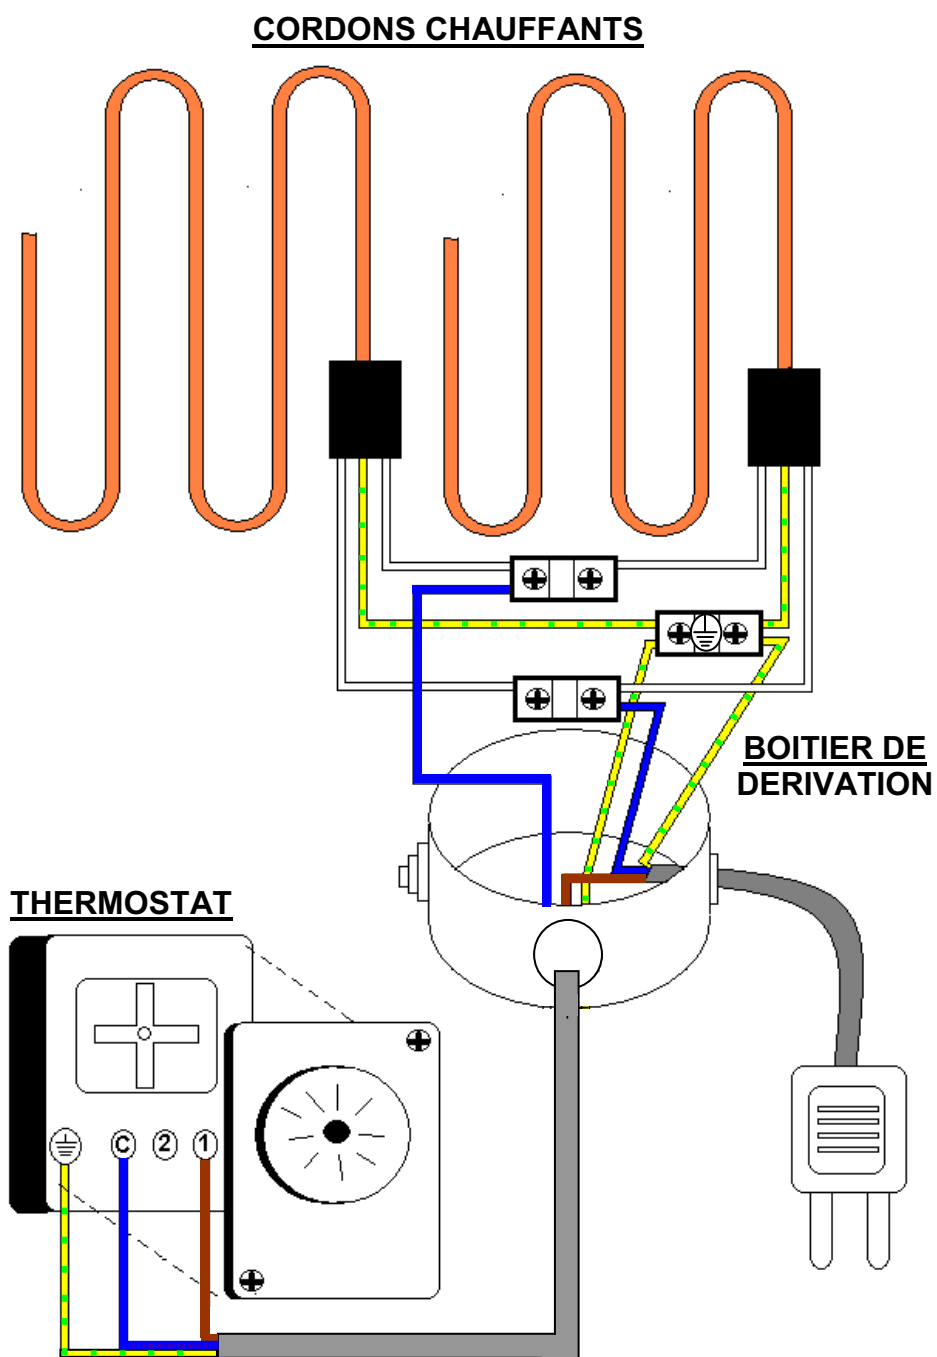 CORDONS CHAUFFANTS
BOITIER DE
DERIVATION
THERMOSTAT
C 2 1